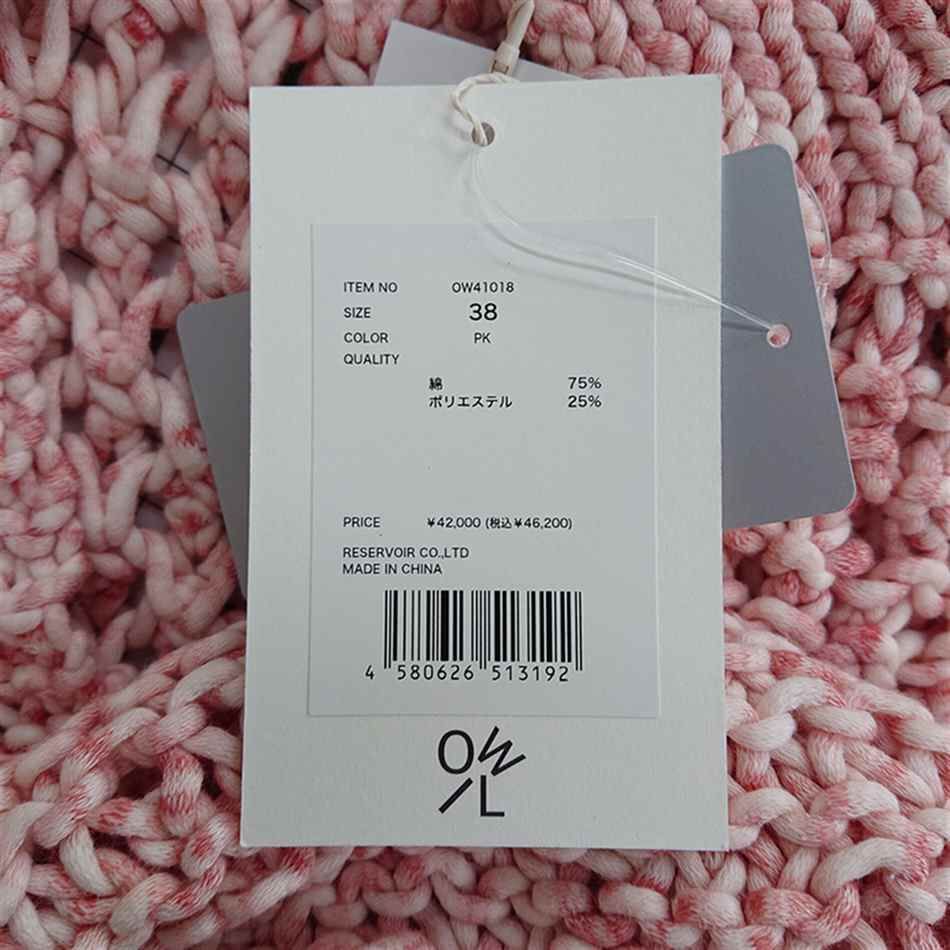 ITEM NO OW41018
SIZE 38
COLOR PK
QUALITY
綿 75%
ポリエステル 25%
PRICE ¥42,000 (税込¥46,200)
RESERVOIR CO.,LTD
MADE IN CHINA
4 580626 513192
OW
/L